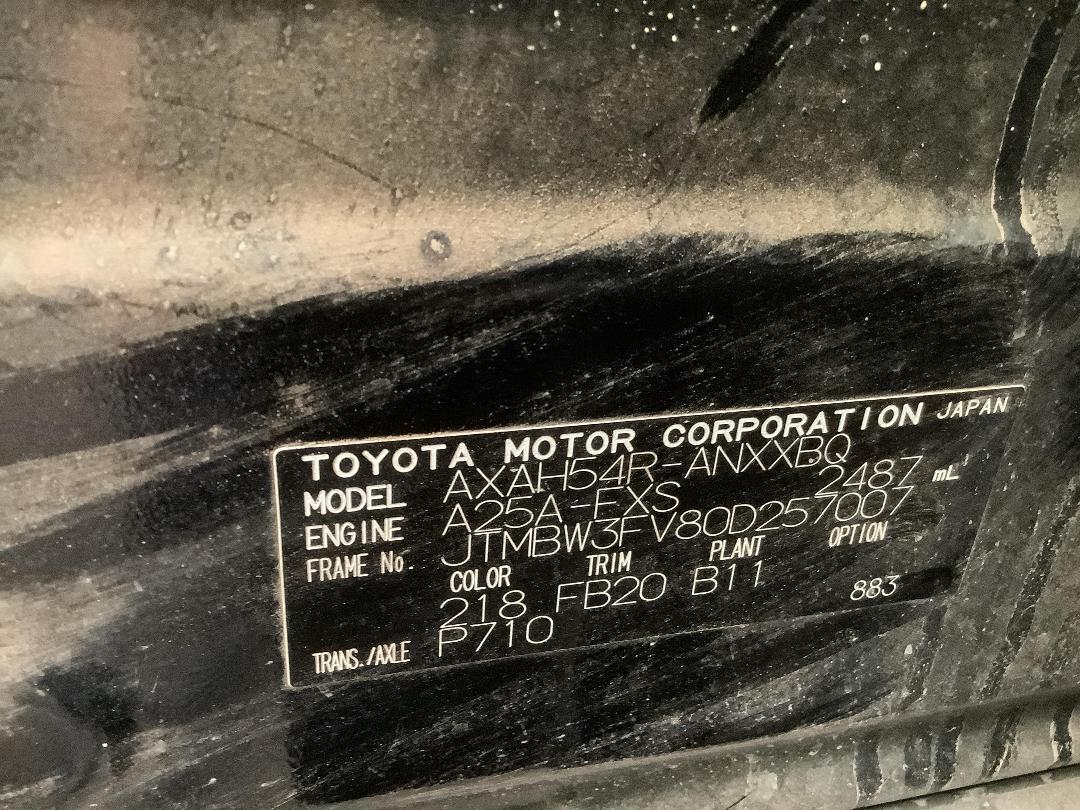 TOYOTA MOTOR CORPORATION JAPAN
MODEL AXAH54R-ANXXBQ
ENGINE A25A-FXS 2487 mL
FRAME No. JTMBW3FV80D257007
COLOR TRIM PLANT OPTION
218 FB20 B11 883
TRANS./AXLE P710